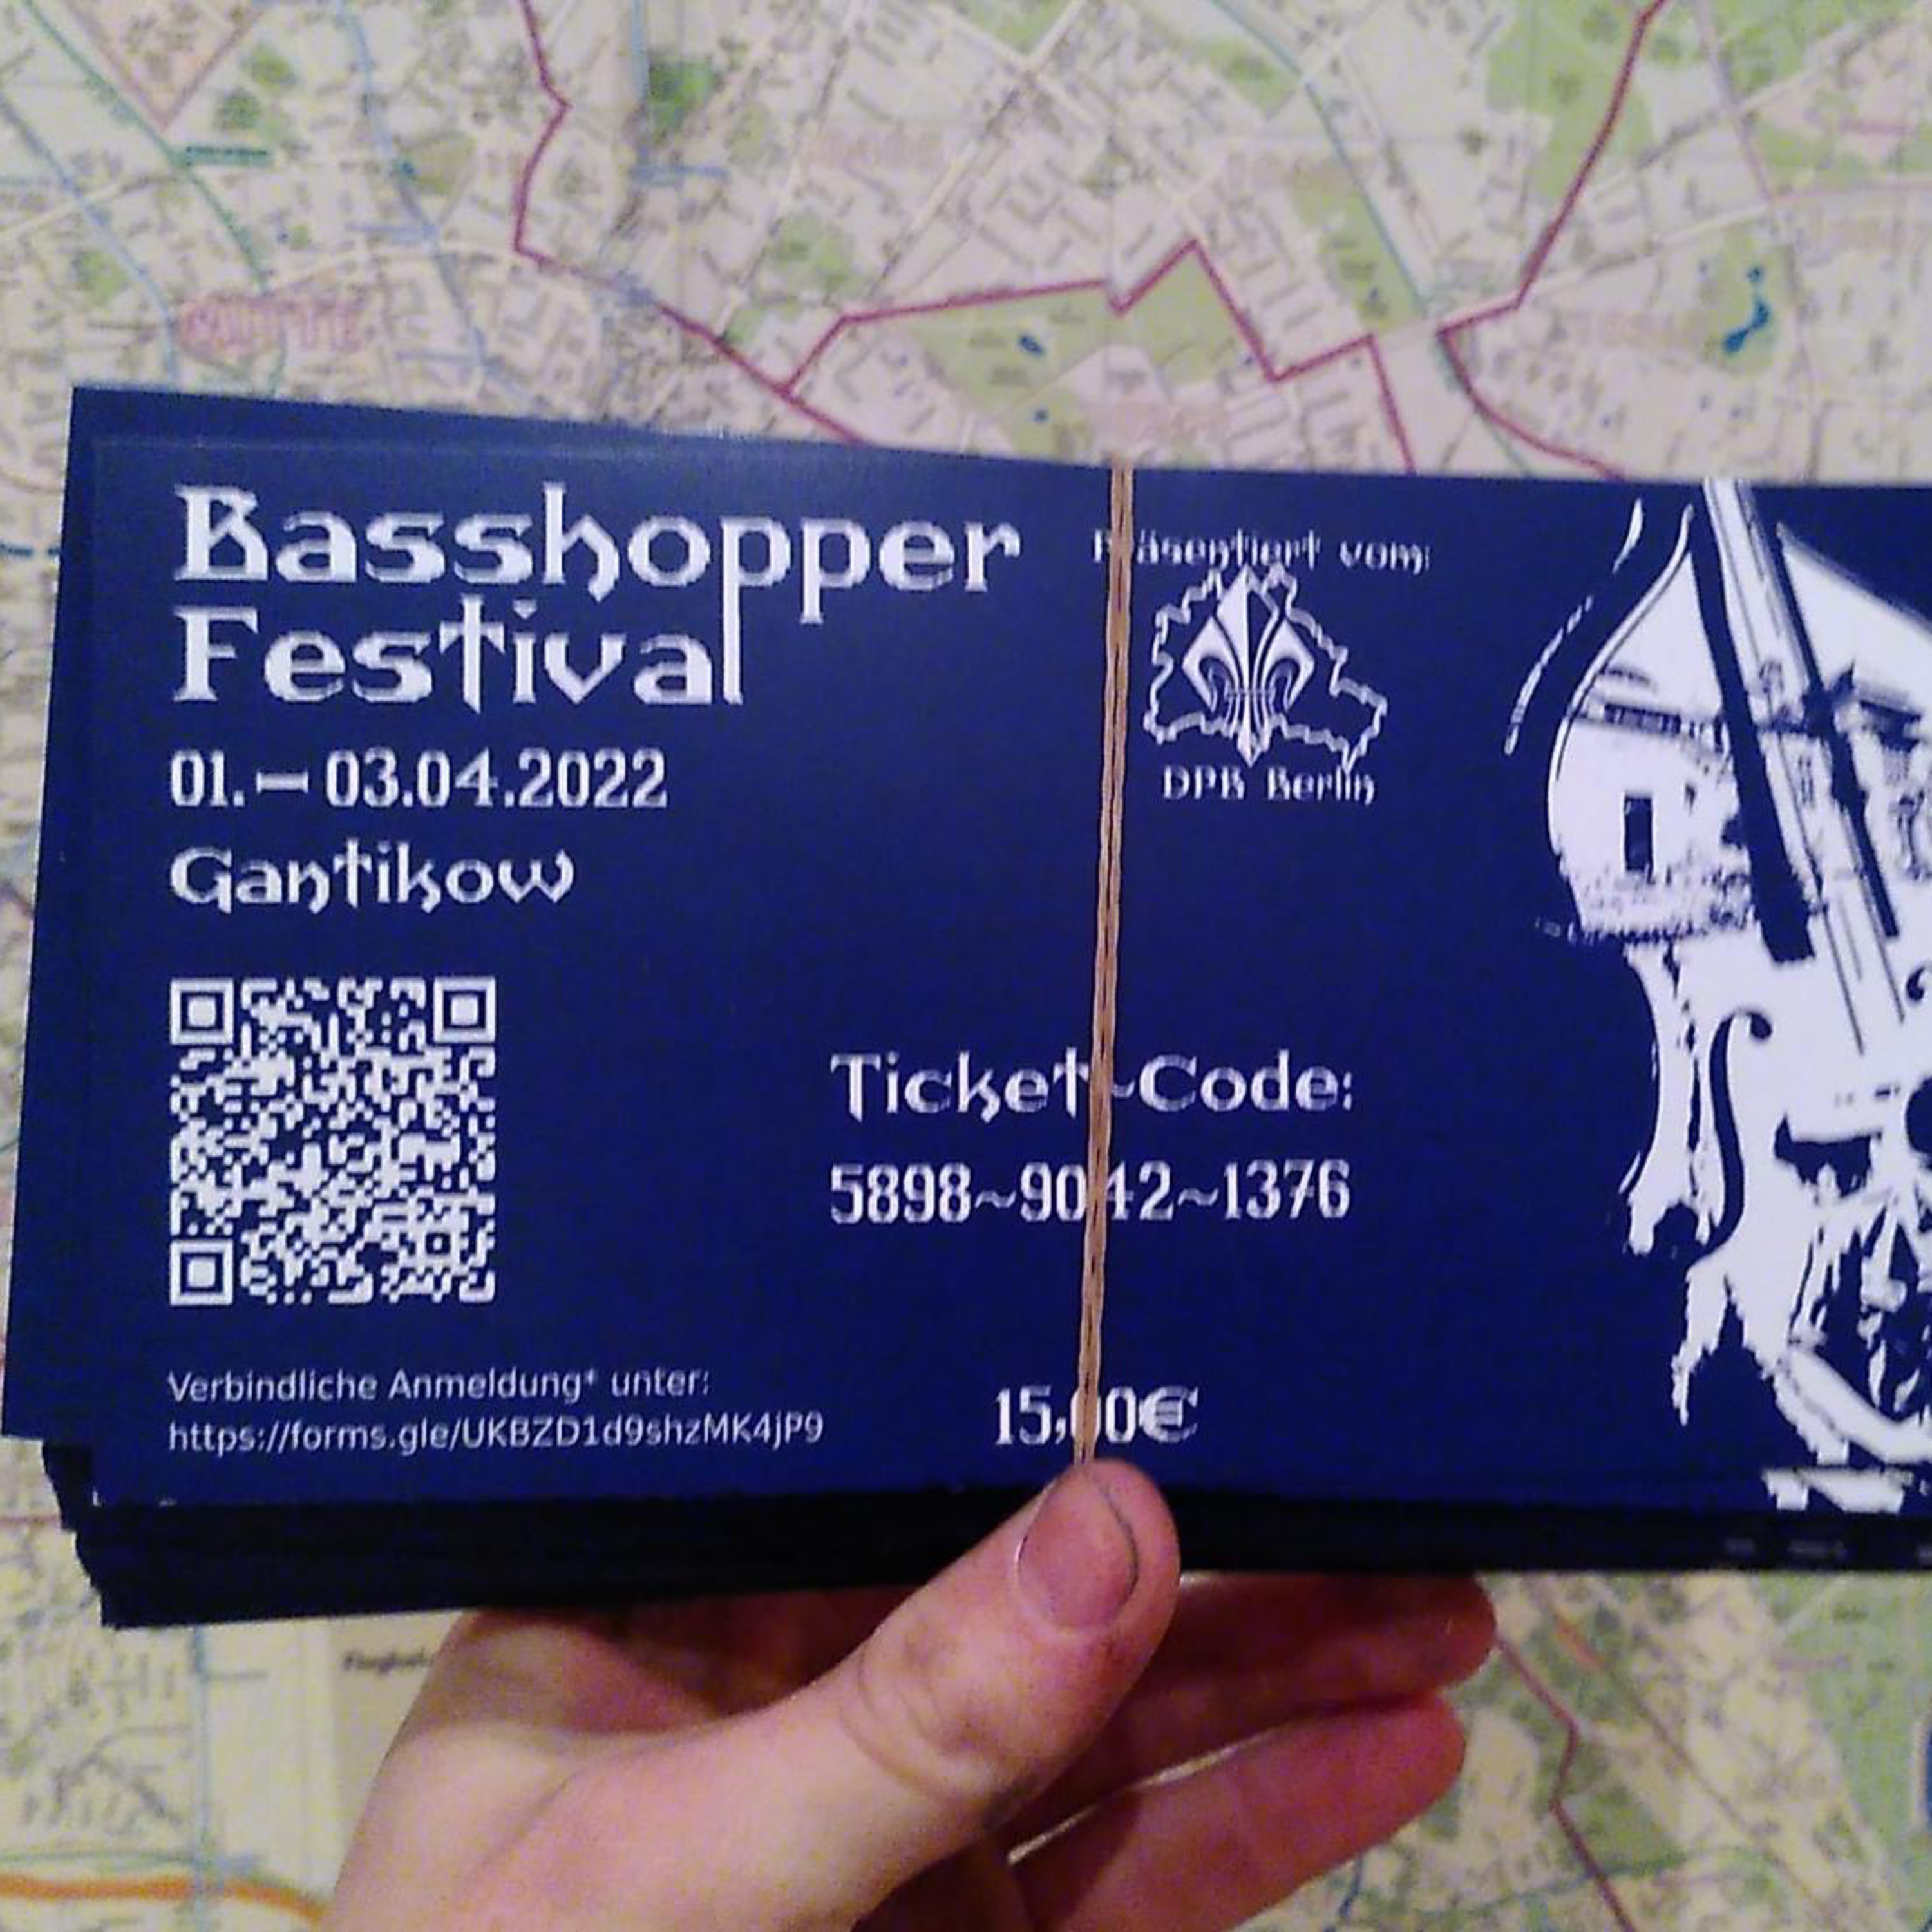 Basshopper
Festival
01.–03.04.2022
Gantikow
Präsentiert vom:
DPB Berlin
Ticket-Code:
5898~9042~1376
Verbindliche Anmeldung* unter:
https://forms.gle/UKBZD1d9shzMK4jP9
15,00€